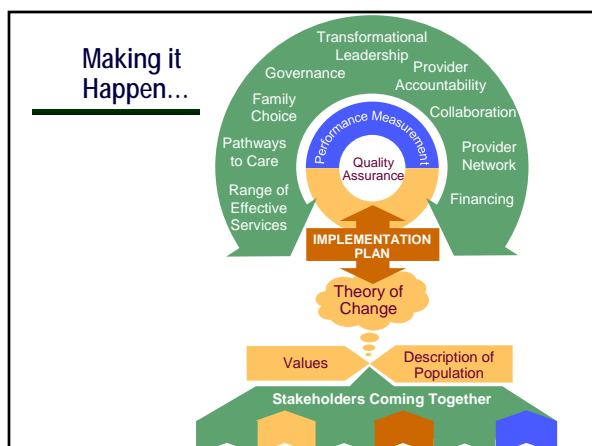 Making it
Happen...
Transformational
Leadership
Governance
Provider
Accountability
Family
Choice
Collaboration
Pathways
to Care
Provider
Network
Range of
Effective
Services
Financing
Performance Measurement
Quality
Assurance
IMPLEMENTATION
PLAN
Theory of
Change
Values
Description of
Population
Stakeholders Coming Together